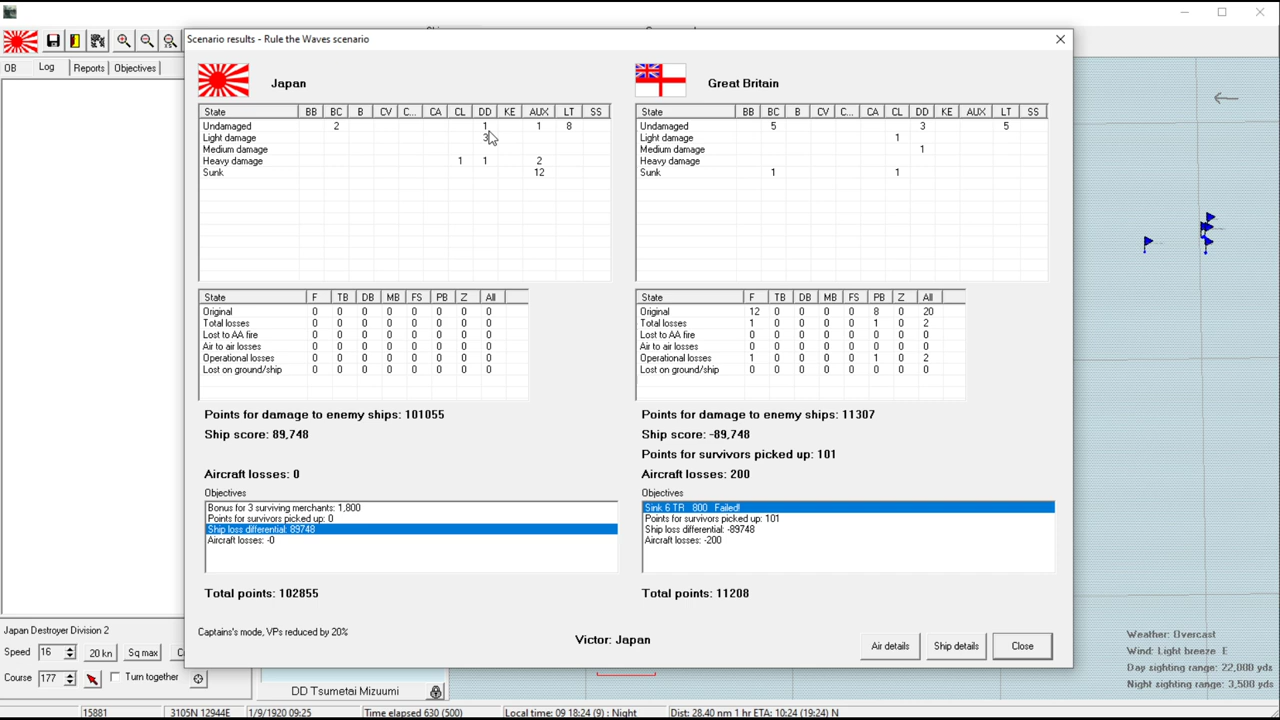 Scenario results - Rule the Waves scenario
OB Log Reports Objectives
Japan
State BB BC B CV C... CA CL DD KE AUX LT SS
Undamaged 2 1 1 8
Light damage 3
Medium damage
Heavy damage 1 1 2
Sunk 12
State F TB DB MB FS PB Z All
Original 0 0 0 0 0 0 0 0
Total losses 0 0 0 0 0 0 0 0
Lost to AA fire 0 0 0 0 0 0 0 0
Air to air losses 0 0 0 0 0 0 0 0
Operational losses 0 0 0 0 0 0 0 0
Lost on ground/ship 0 0 0 0 0 0 0 0
Points for damage to enemy ships: 101055
Ship score: 89,748
Aircraft losses: 0
Objectives
Bonus for 3 surviving merchants: 1,800
Points for survivors picked up: 0
Ship loss differential: 89748
Aircraft losses: -0
Total points: 102855
Great Britain
State BB BC B CV C... CA CL DD KE AUX LT SS
Undamaged 5 3 5
Light damage 1
Medium damage 1
Heavy damage
Sunk 1 1
State F TB DB MB FS PB Z All
Original 12 0 0 0 0 8 0 20
Total losses 1 0 0 0 0 1 0 2
Lost to AA fire 0 0 0 0 0 0 0 0
Air to air losses 0 0 0 0 0 0 0 0
Operational losses 1 0 0 0 0 1 0 2
Lost on ground/ship 0 0 0 0 0 0 0 0
Points for damage to enemy ships: 11307
Ship score: -89,748
Points for survivors picked up: 101
Aircraft losses: 200
Objectives
Sink 6 TR 800 Failed!
Points for survivors picked up: 101
Ship loss differential: -89748
Aircraft losses: -200
Total points: 11208
Captains's mode, VPs reduced by 20%
Victor: Japan
Air details Ship details Close
Japan Destroyer Division 2
Speed 16 20 kn Sq max
Course 177 Turn together
DD Tsumetai Mizuumi
Weather: Overcast
Wind: Light breeze E
Day sighting range: 22,000 yds
Night sighting range: 3,500 yds
15881 3105N 12944E 1/9/1920 09:25 Time elapsed 630 (500) Local time: 09 18:24 (9) : Night Dist: 28.40 nm 1 hr ETA: 10:24 (19:24) N